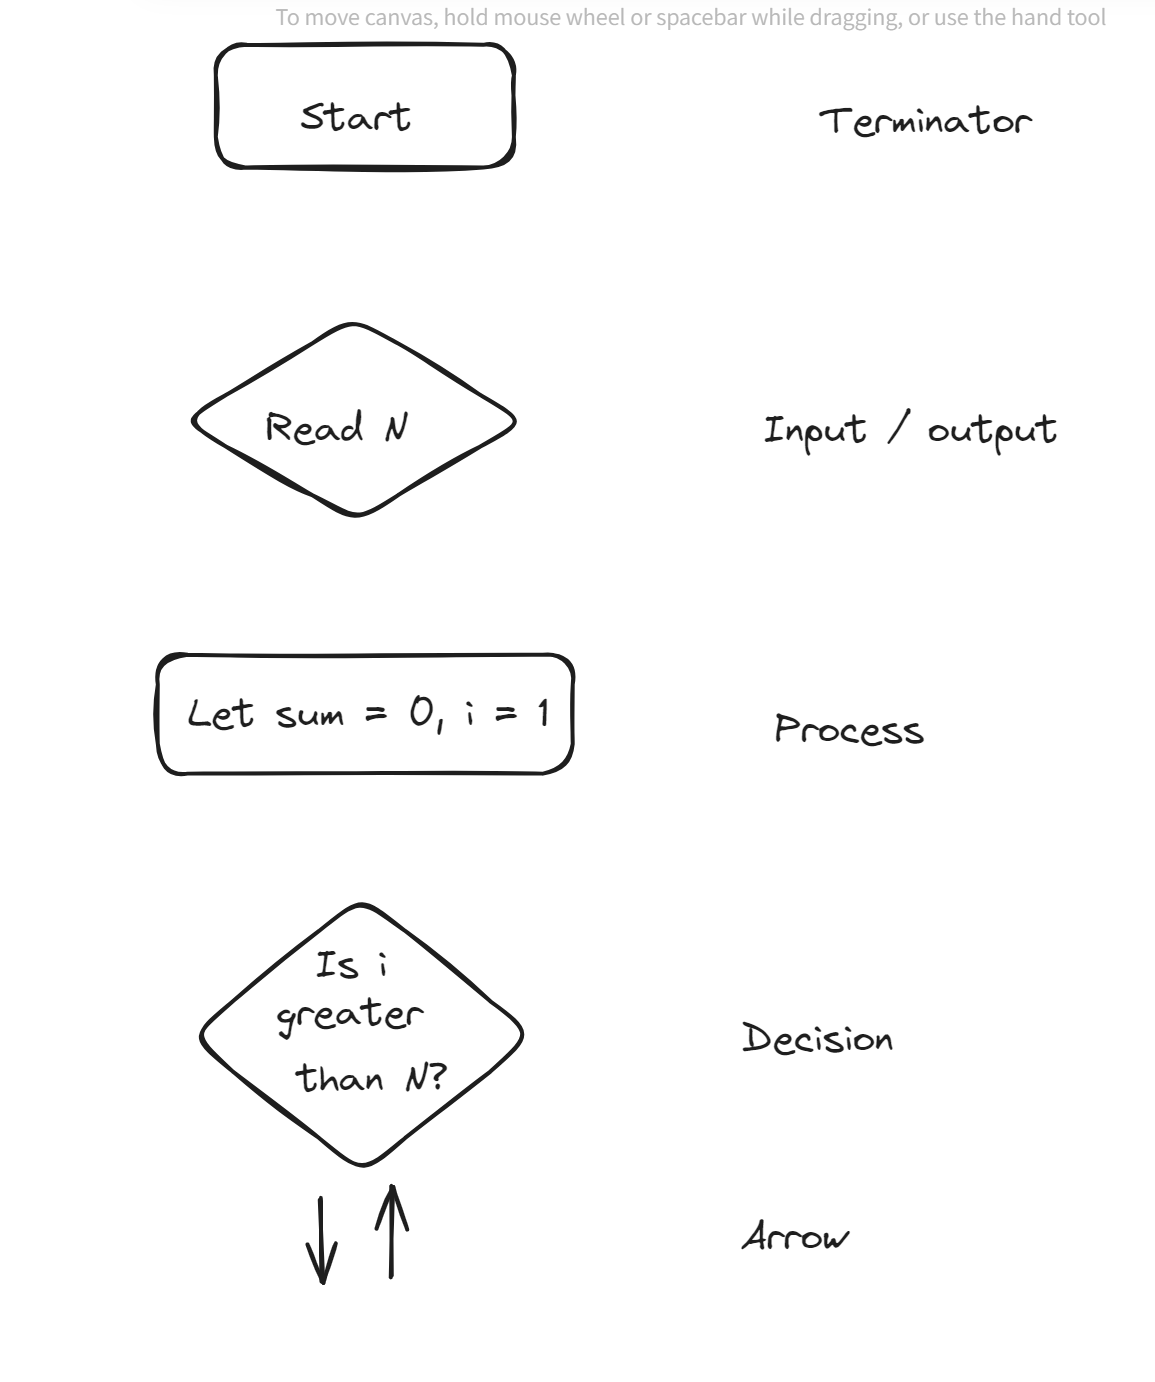 To move canvas, hold mouse wheel or spacebar while dragging, or use the hand tool
Start
Terminator
Read N
Input / output
Let sum = 0, i = 1
Process
Is i
greater
than N?
Decision
Arrow